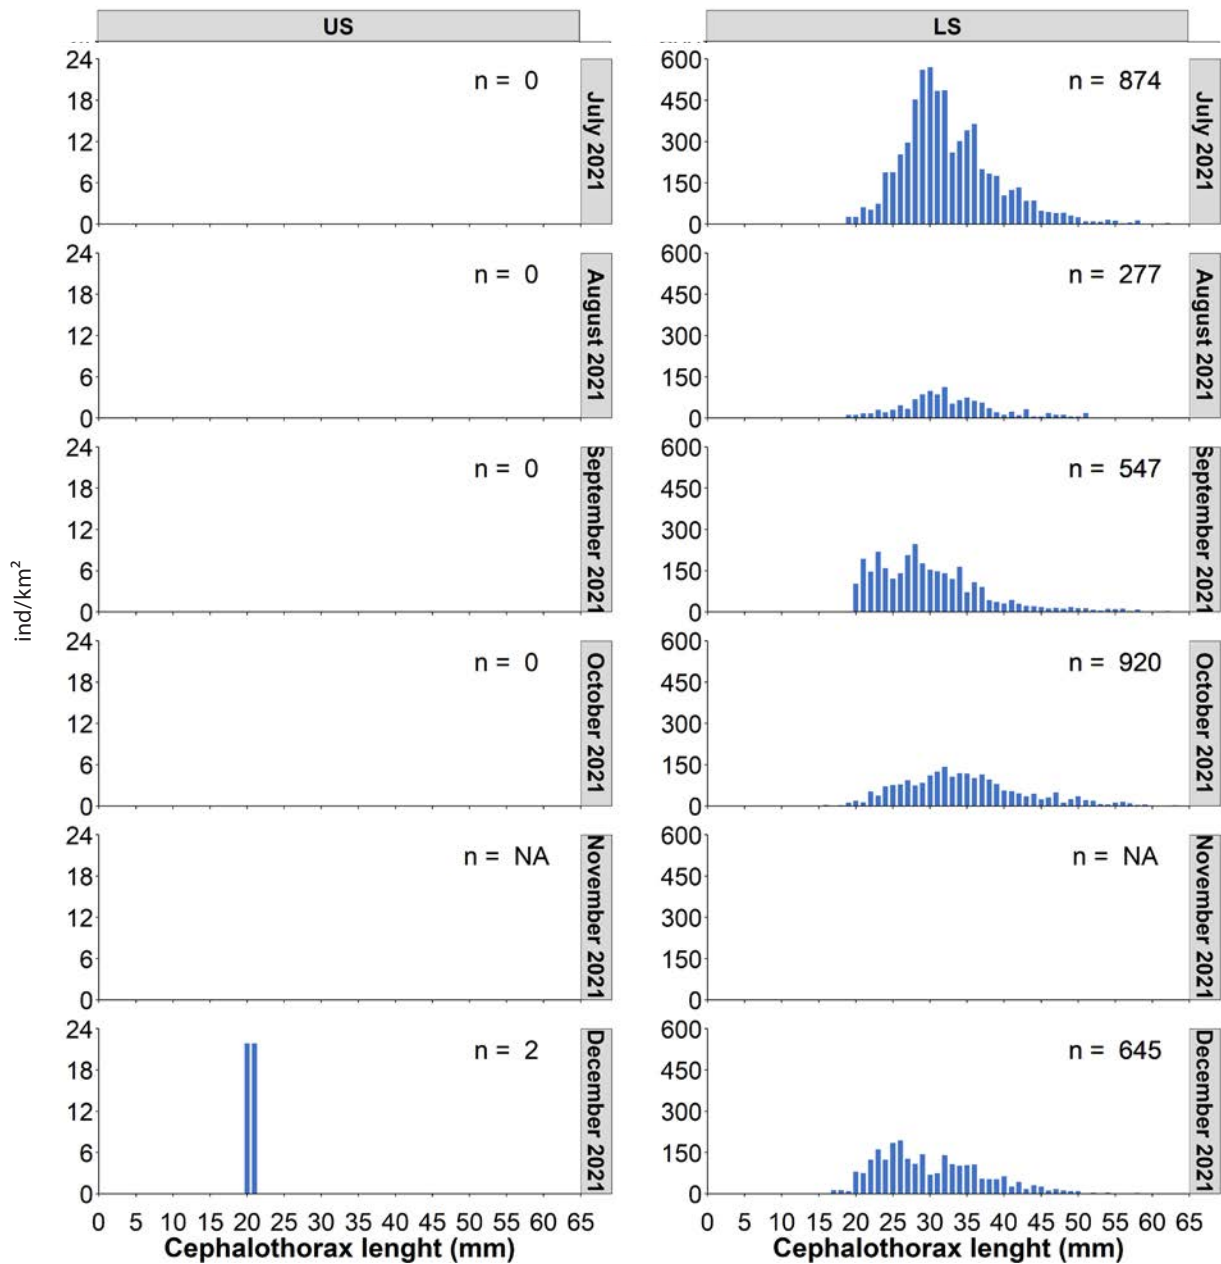 US
LS
24
18
12
6
0
n = 0
July 2021
600
450
300
150
0
n = 874
July 2021
24
18
12
6
0
n = 0
August 2021
600
450
300
150
0
n = 277
August 2021
24
18
12
6
0
n = 0
September 2021
600
450
300
150
0
n = 547
September 2021
ind/km²
24
18
12
6
0
n = 0
October 2021
600
450
300
150
0
n = 920
October 2021
24
18
12
6
0
n = NA
November 2021
600
450
300
150
0
n = NA
November 2021
24
18
12
6
0
n = 2
December 2021
600
450
300
150
0
n = 645
December 2021
0 5 10 15 20 25 30 35 40 45 50 55 60 65
0 5 10 15 20 25 30 35 40 45 50 55 60 65
Cephalothorax lenght (mm)
Cephalothorax lenght (mm)